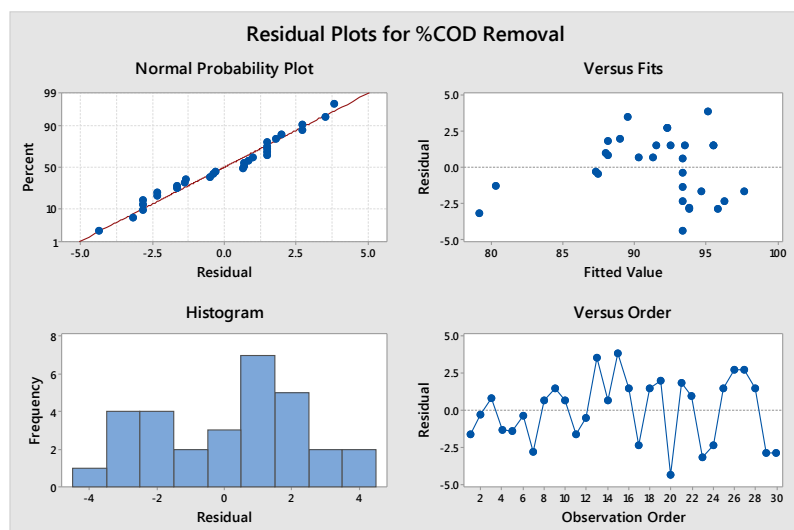 Residual Plots for %COD Removal
Normal Probability Plot
99
90
50
10
1
Percent
-5.0 -2.5 0.0 2.5 5.0
Residual
Versus Fits
5.0
2.5
0.0
-2.5
-5.0
Residual
80 85 90 95 100
Fitted Value
Histogram
8
6
4
2
0
Frequency
-4 -2 0 2 4
Residual
Versus Order
5.0
2.5
0.0
-2.5
-5.0
Residual
2 4 6 8 10 12 14 16 18 20 22 24 26 28 30
Observation Order